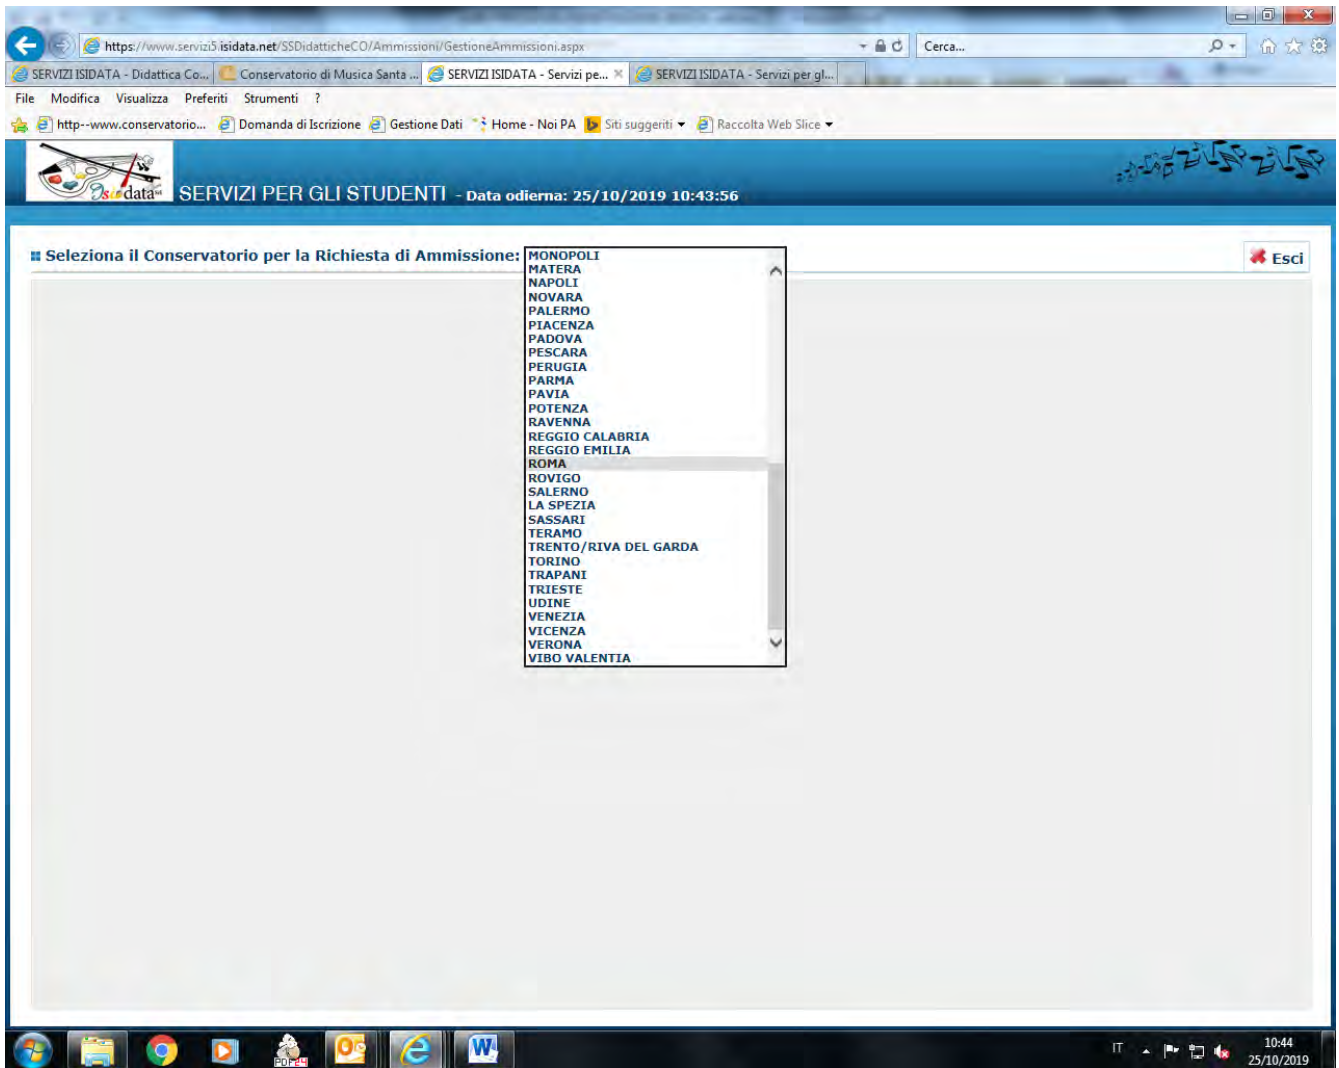 https://www.servizi5.isidata.net/SSDidatticheCO/Ammissioni/GestioneAmmissioni.aspx
Cerca...
SERVIZI ISIDATA - Didattica Co...
Conservatorio di Musica Santa ...
SERVIZI ISIDATA - Servizi pe...
SERVIZI ISIDATA - Servizi per gl...
File Modifica Visualizza Preferiti Strumenti ?
http--www.conservatorio... Domanda di Iscrizione Gestione Dati Home - Noi PA Siti suggeriti Raccolta Web Slice
Isidata
SERVIZI PER GLI STUDENTI - Data odierna: 25/10/2019 10:43:56
Seleziona il Conservatorio per la Richiesta di Ammissione:
Esci
MONOPOLI
MATERA
NAPOLI
NOVARA
PALERMO
PIACENZA
PADOVA
PESCARA
PERUGIA
PARMA
PAVIA
POTENZA
RAVENNA
REGGIO CALABRIA
REGGIO EMILIA
ROMA
ROVIGO
SALERNO
LA SPEZIA
SASSARI
TERAMO
TRENTO/RIVA DEL GARDA
TORINO
TRAPANI
TRIESTE
UDINE
VENEZIA
VICENZA
VERONA
VIBO VALENTIA
PDF24
IT
10:44
25/10/2019